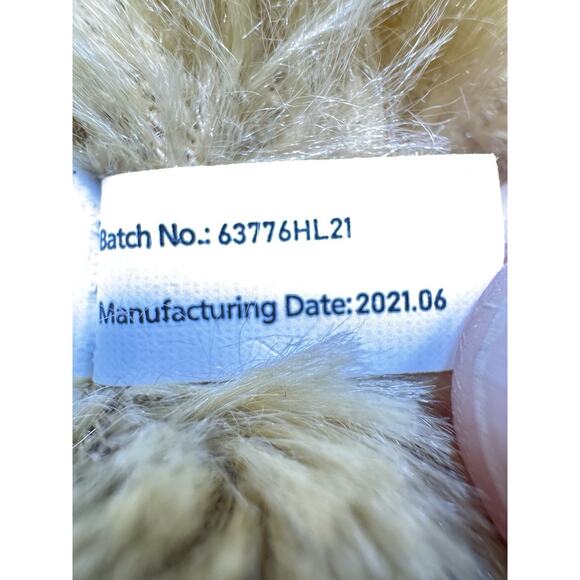 Batch No.: 63776HL21
Manufacturing Date:2021.06